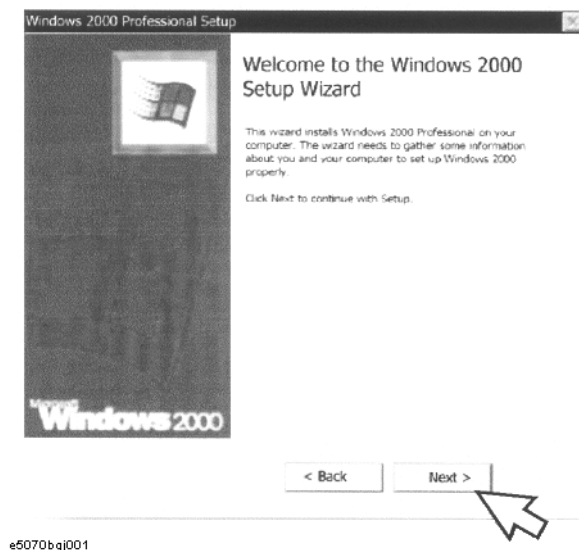 Windows 2000 Professional Setup
Welcome to the Windows 2000
Setup Wizard
This wizard installs Windows 2000 Professional on your
computer. The wizard needs to gather some information
about you and your computer to set up Windows 2000
properly.
Click Next to continue with Setup.
Microsoft
Windows 2000
< Back
Next >
e5070bgj001